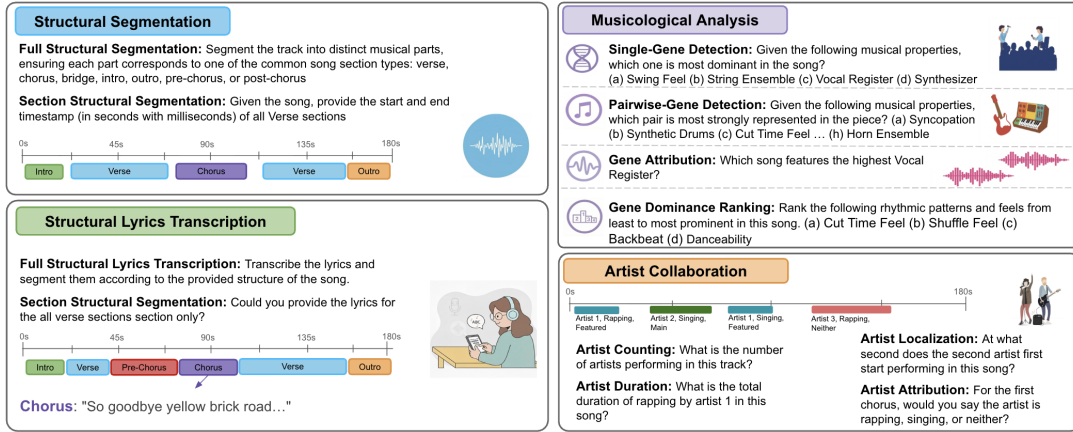 Structural Segmentation
Full Structural Segmentation: Segment the track into distinct musical parts,
ensuring each part corresponds to one of the common song section types: verse,
chorus, bridge, intro, outro, pre-chorus, or post-chorus
Section Structural Segmentation: Given the song, provide the start and end
timestamp (in seconds with milliseconds) of all Verse sections
0s 45s 90s 135s 180s
Intro Verse Chorus Verse Outro
Structural Lyrics Transcription
Full Structural Lyrics Transcription: Transcribe the lyrics and
segment them according to the provided structure of the song.
Section Structural Segmentation: Could you provide the lyrics for
the all verse sections section only?
0s 45s 90s 135s 180s
Intro Verse Pre-Chorus Chorus Verse Outro
Chorus: "So goodbye yellow brick road…"
Musicological Analysis
Single-Gene Detection: Given the following musical properties,
which one is most dominant in the song?
(a) Swing Feel (b) String Ensemble (c) Vocal Register (d) Synthesizer
Pairwise-Gene Detection: Given the following musical properties,
which pair is most strongly represented in the piece? (a) Syncopation
(b) Synthetic Drums (c) Cut Time Feel … (h) Horn Ensemble
Gene Attribution: Which song features the highest Vocal
Register?
Gene Dominance Ranking: Rank the following rhythmic patterns and feels from
least to most prominent in this song. (a) Cut Time Feel (b) Shuffle Feel (c)
Backbeat (d) Danceability
Artist Collaboration
0s 180s
Artist 1, Rapping,
Featured
Artist 2, Singing,
Main
Artist 1, Singing,
Featured
Artist 3, Rapping,
Neither
Artist Counting: What is the number
of artists performing in this track?
Artist Duration: What is the total
duration of rapping by artist 1 in this
song?
Artist Localization: At what
second does the second artist first
start performing in this song?
Artist Attribution: For the first
chorus, would you say the artist is
rapping, singing, or neither?